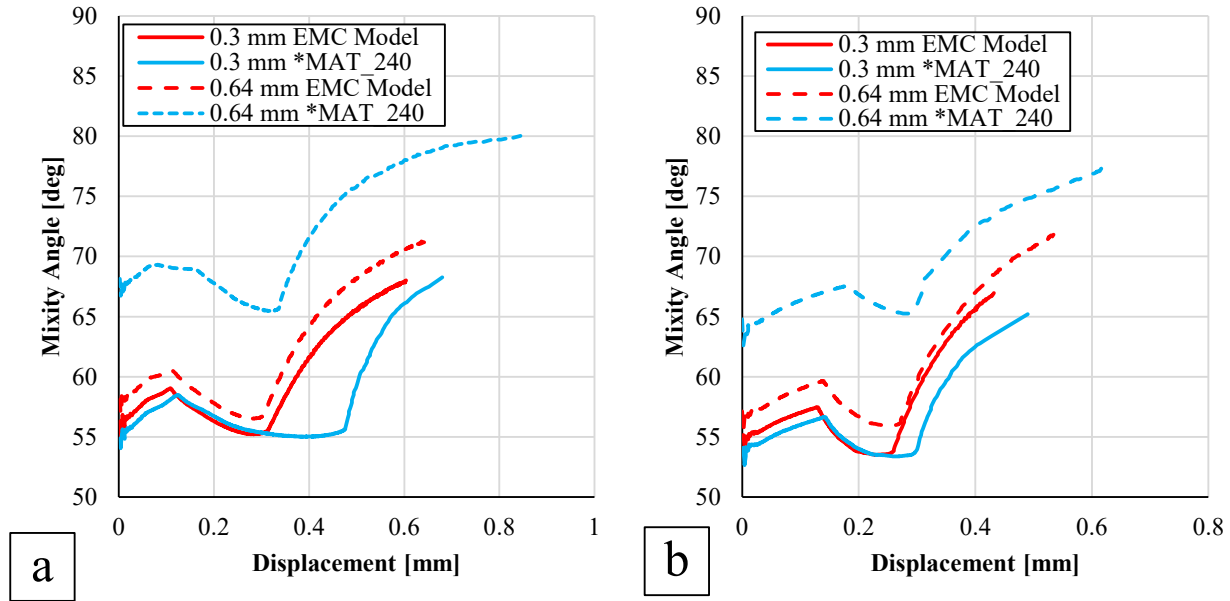 90
85
80
75
70
65
60
55
50
Mixity Angle [deg]
0.3 mm EMC Model
0.3 mm *MAT_240
0.64 mm EMC_Model
0.64 mm *MAT_240
0
0.2
0.4
0.6
0.8
1
Displacement [mm]
a
90
85
80
75
70
65
60
55
50
Mixity Angle [deg]
0.3 mm EMC Model
0.3 mm *MAT_240
0.64 mm EMC_Model
0.64 mm *MAT_240
0
0.2
0.4
0.6
0.8
Displacement [mm]
b